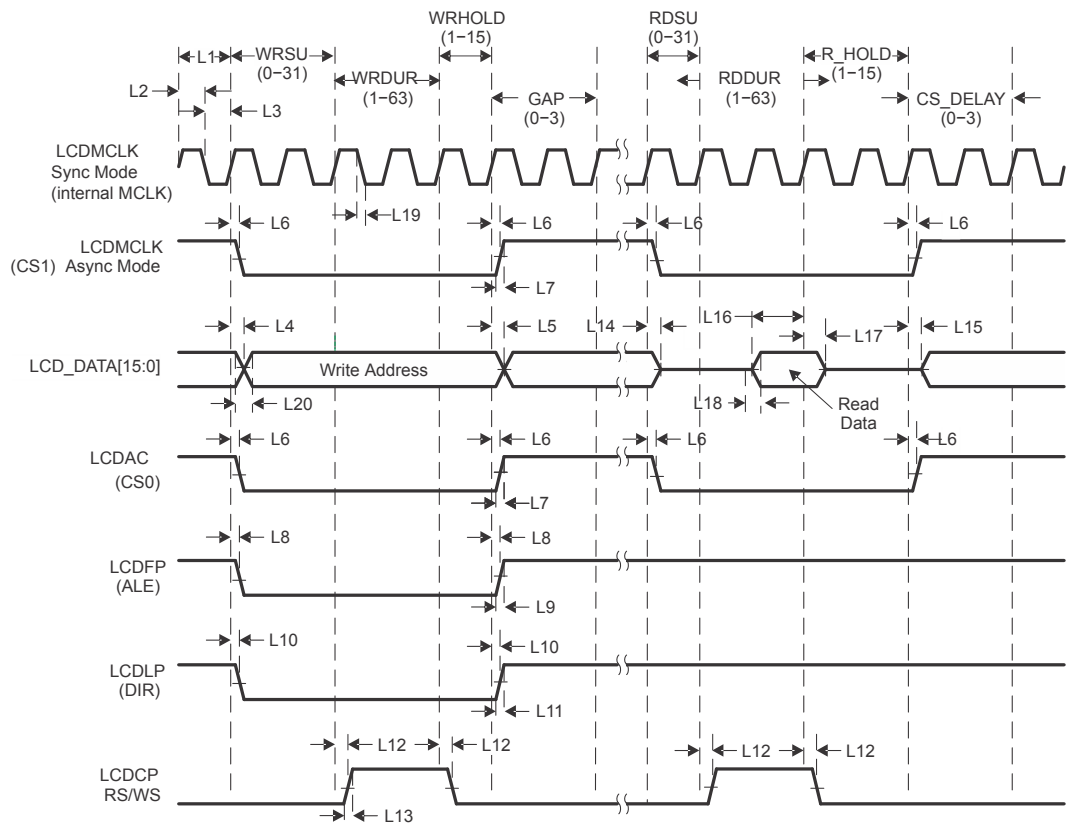 WRHOLD
(1−15)
RDSU
(0−31)
L1
WRSU
(0−31)
R_HOLD
(1−15)
WRDUR
(1−63)
RDDUR
(1−63)
L2
GAP
(0−3)
CS_DELAY
(0−3)
L3
LCDMCLK
Sync Mode
(internal MCLK)
L19
L6
L6
L6
L6
LCDMCLK
(CS1) Async Mode
L7
L4
L5
L14
L16
L17
L15
LCD_DATA[15:0]
Write Address
L20
L18
Read
Data
L6
L6
L6
L6
LCDAC
(CS0)
L7
L8
L8
LCDFP
(ALE)
L9
L10
L10
LCDLP
(DIR)
L11
L12
L12
L12
L12
LCDCP
RS/WS
L13